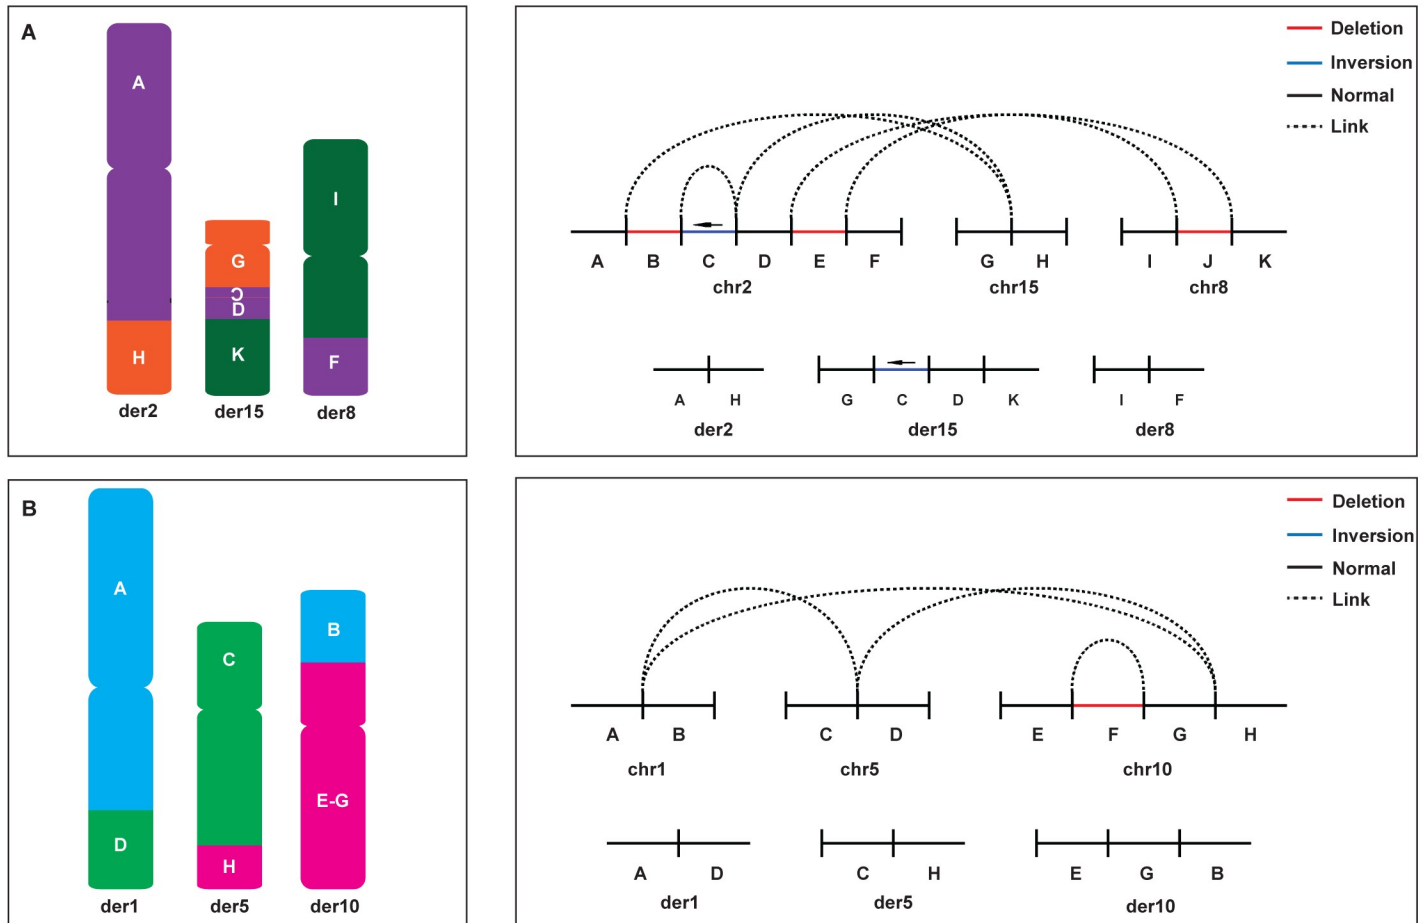 A
A
H
der2
G
C
D
K
der15
I
F
der8
Deletion
Inversion
Normal
Link
A B C D E F G H I J K
chr2 chr15 chr8
A H G C D K I F
der2 der15 der8
B
A
D
der1
C
H
der5
B
E-G
der10
Deletion
Inversion
Normal
Link
A B C D E F G H
chr1 chr5 chr10
A D C H E G B
der1 der5 der10